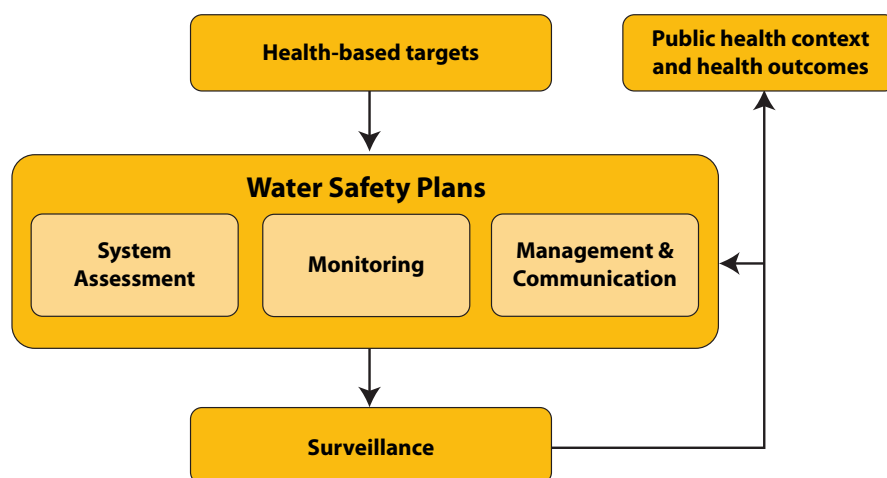 Health-based targets
Public health context
and health outcomes
Water Safety Plans
System
Assessment
Monitoring
Management &
Communication
Surveillance